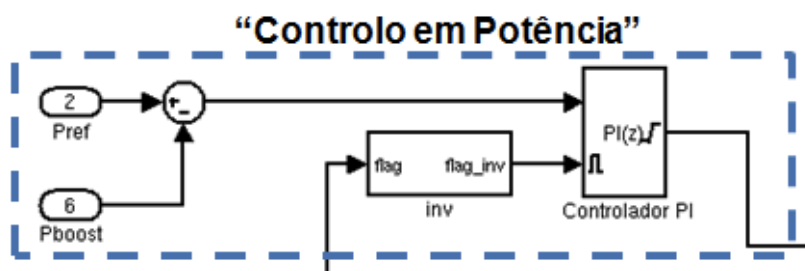 “Controlo em Potência”
2
Pref
+
-
6
Pboost
flag flag_inv
inv
PI(z)
Controlador PI